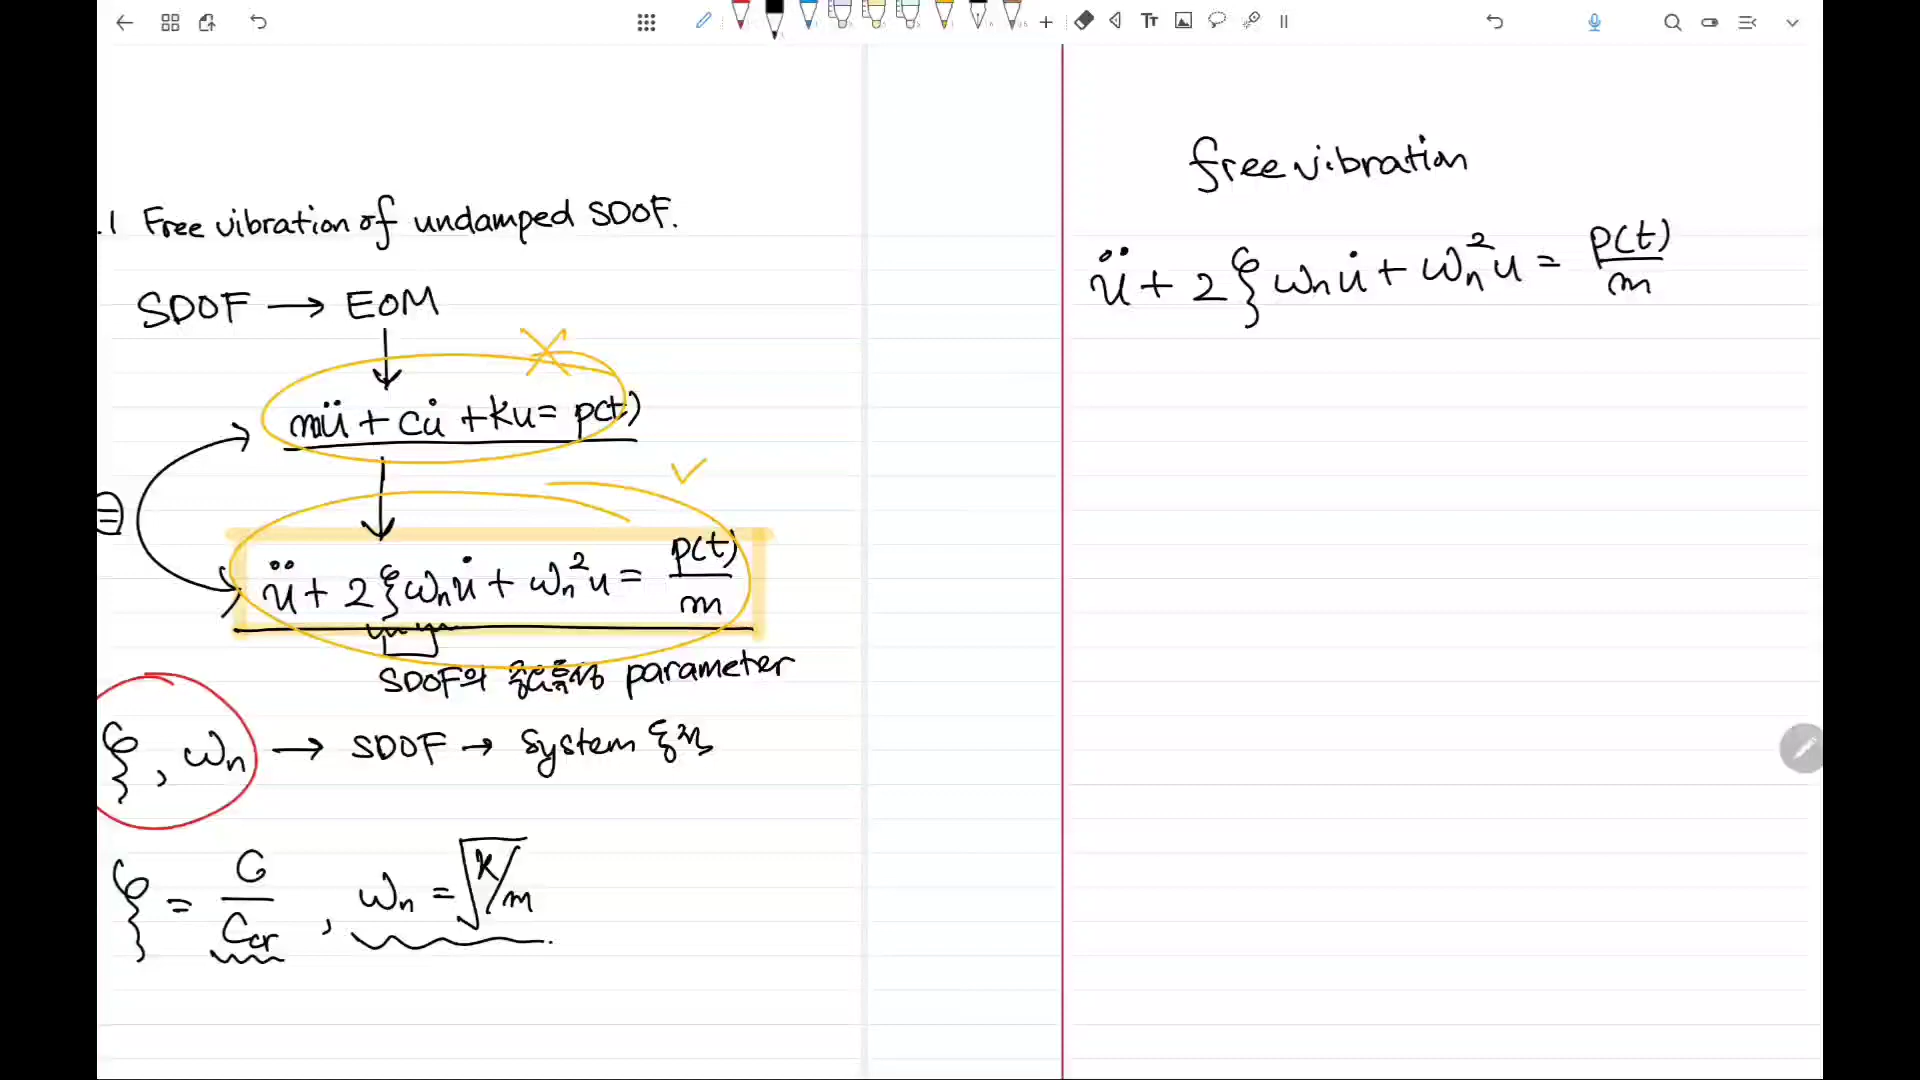 .1 Free vibration of undamped SDOF.
SDOF → EOM
mü + cu̇ + ku = p(t)
ü + 2ξωₙu̇ + ωₙ²u = p(t)/m
SDOF의 parameter
ξ, ωₙ → SDOF → system
ξ = C/Ccr , ωₙ = √k/m .
free vibration
ü + 2ξωₙu̇ + ωₙ²u = p(t)/m